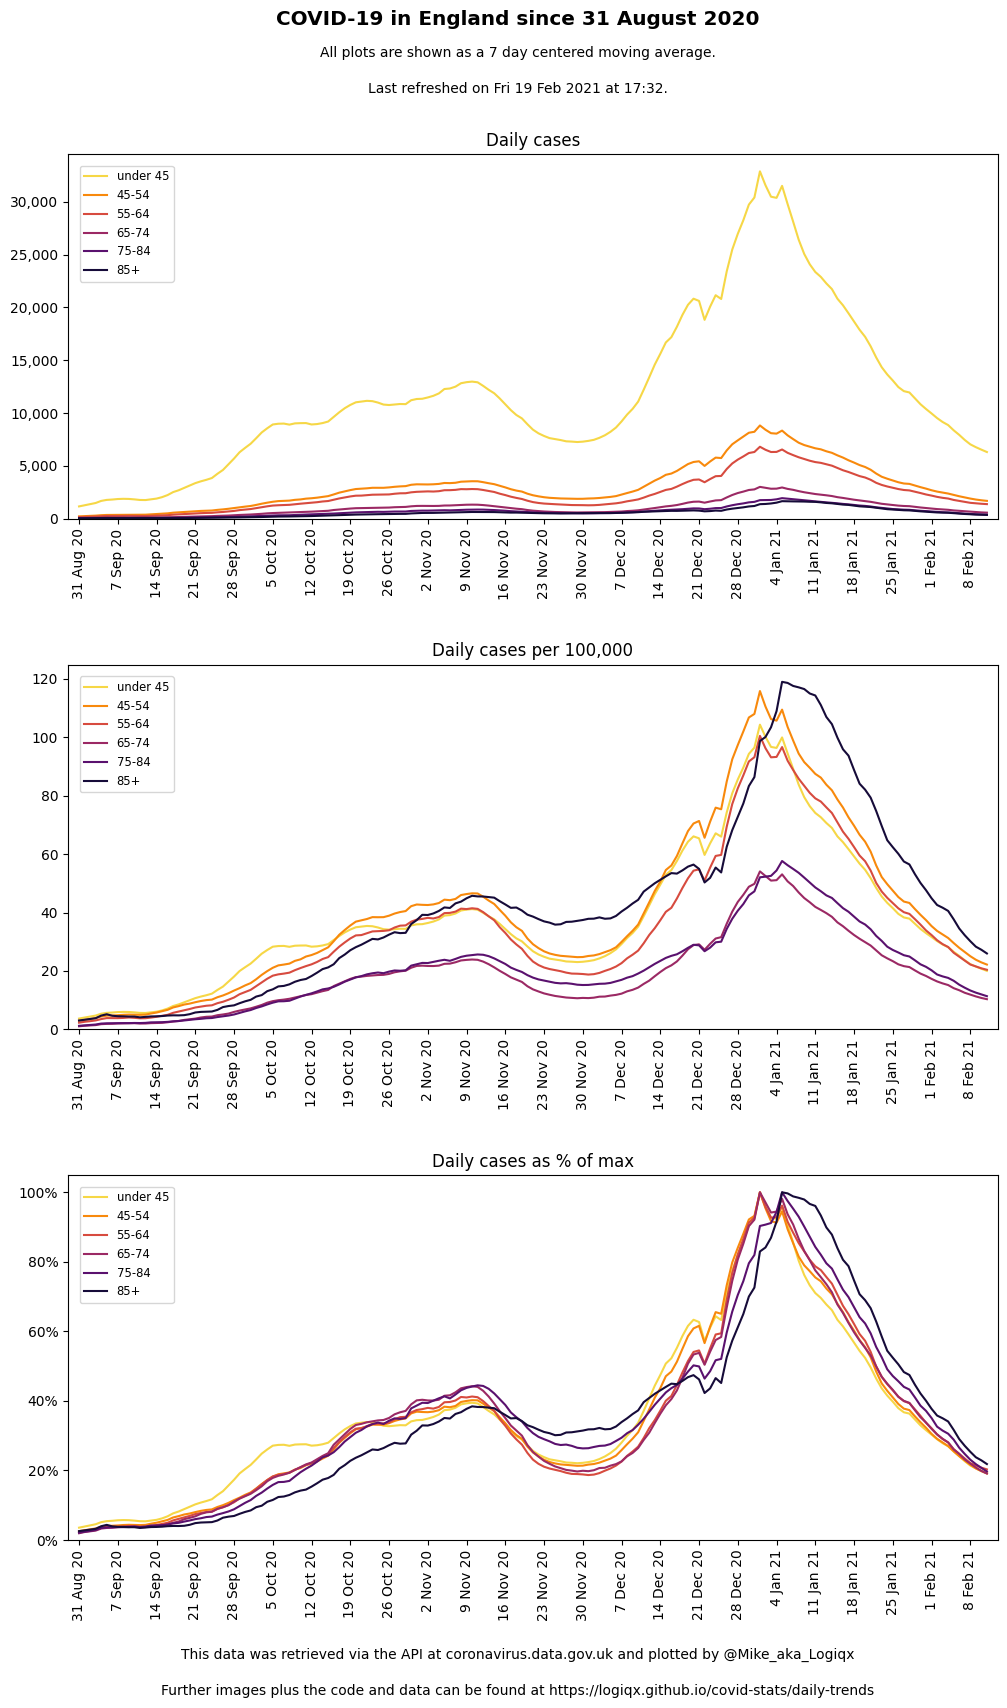 COVID-19 in England since 31 August 2020
All plots are shown as a 7 day centered moving average.
Last refreshed on Fri 19 Feb 2021 at 17:32.
Daily cases
under 45
45-54
55-64
65-74
75-84
85+
30,000
25,000
20,000
15,000
10,000
5,000
0
31 Aug 20
7 Sep 20
14 Sep 20
21 Sep 20
28 Sep 20
5 Oct 20
12 Oct 20
19 Oct 20
26 Oct 20
2 Nov 20
9 Nov 20
16 Nov 20
23 Nov 20
30 Nov 20
7 Dec 20
14 Dec 20
21 Dec 20
28 Dec 20
4 Jan 21
11 Jan 21
18 Jan 21
25 Jan 21
1 Feb 21
8 Feb 21
Daily cases per 100,000
under 45
45-54
55-64
65-74
75-84
85+
120
100
80
60
40
20
0
31 Aug 20
7 Sep 20
14 Sep 20
21 Sep 20
28 Sep 20
5 Oct 20
12 Oct 20
19 Oct 20
26 Oct 20
2 Nov 20
9 Nov 20
16 Nov 20
23 Nov 20
30 Nov 20
7 Dec 20
14 Dec 20
21 Dec 20
28 Dec 20
4 Jan 21
11 Jan 21
18 Jan 21
25 Jan 21
1 Feb 21
8 Feb 21
Daily cases as % of max
under 45
45-54
55-64
65-74
75-84
85+
100%
80%
60%
40%
20%
0%
31 Aug 20
7 Sep 20
14 Sep 20
21 Sep 20
28 Sep 20
5 Oct 20
12 Oct 20
19 Oct 20
26 Oct 20
2 Nov 20
9 Nov 20
16 Nov 20
23 Nov 20
30 Nov 20
7 Dec 20
14 Dec 20
21 Dec 20
28 Dec 20
4 Jan 21
11 Jan 21
18 Jan 21
25 Jan 21
1 Feb 21
8 Feb 21
This data was retrieved via the API at coronavirus.data.gov.uk and plotted by @Mike_aka_Logiqx
Further images plus the code and data can be found at https://logiqx.github.io/covid-stats/daily-trends